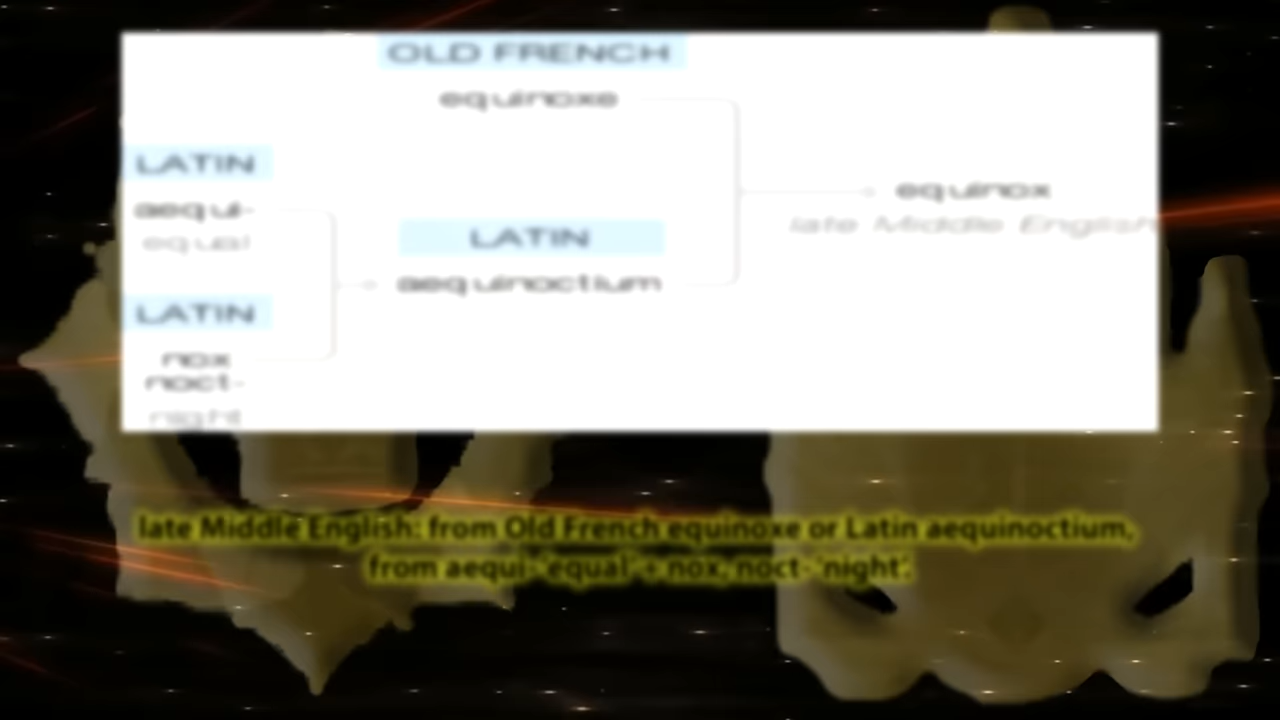 OLD FRENCH
equinoxe
LATIN
aequi-
equal
LATIN
aequinoctium
equinox
late Middle English
LATIN
nox
noct-
night
late Middle English: from Old French equinoxe or Latin aequinoctium,
from aequi- 'equal' + nox, noct- 'night'.